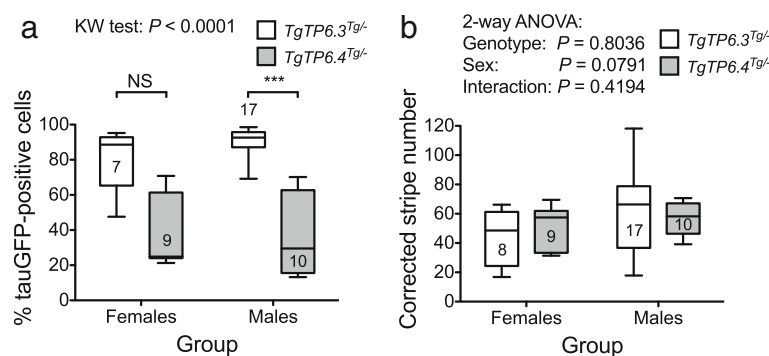 a
KW test: P < 0.0001
TgTP6.3Tg/-
TgTP6.4Tg/-
NS
***
17
7
9
10
100
80
60
40
20
0
% tauGFP-positive cells
Females
Males
Group
b
2-way ANOVA:
Genotype: P = 0.8036
Sex: P = 0.0791
Interaction: P = 0.4194
TgTP6.3Tg/-
TgTP6.4Tg/-
120
100
80
60
40
20
0
Corrected stripe number
8
9
17
10
Females
Males
Group